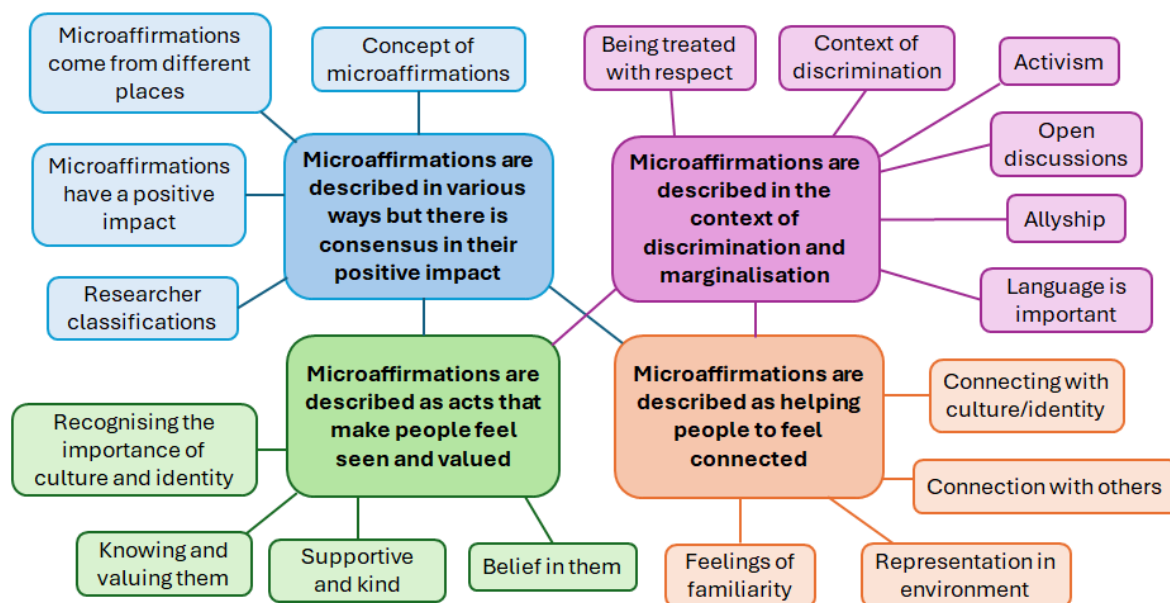 Microaffirmations
come from different
places
Concept of
microaffirmations
Microaffirmations
have a positive
impact
Researcher
classifications
Microaffirmations are
described in various
ways but there is
consensus in their
positive impact
Being treated
with respect
Context of
discrimination
Activism
Open
discussions
Allyship
Language is
important
Microaffirmations are
described in the
context of
discrimination and
marginalisation
Microaffirmations are
described as acts that
make people feel
seen and valued
Recognising the
importance of
culture and identity
Knowing and
valuing them
Supportive
and kind
Belief in them
Microaffirmations are
described as helping
people to feel
connected
Connecting with
culture/identity
Connection with others
Feelings of
familiarity
Representation in
environment